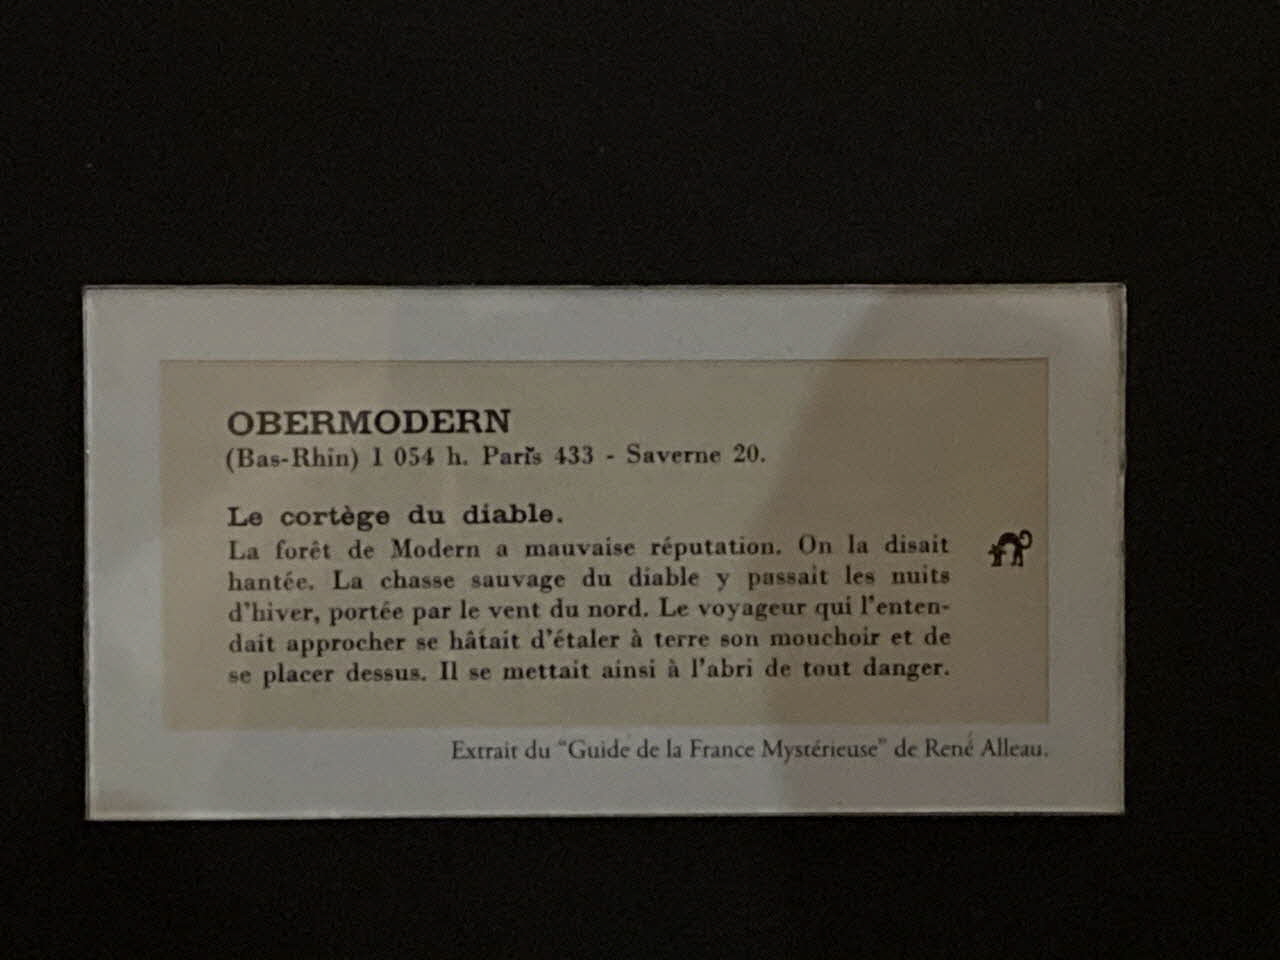 OBERMODERN
(Bas-Rhin) 1 054 h. Paris 433 - Saverne 20.
Le cortège du diable.
La forêt de Modern a mauvaise réputation. On la disait
hantée. La chasse sauvage du diable y passait les nuits
d'hiver, portée par le vent du nord. Le voyageur qui l'enten-
dait approcher se hâtait d'étaler à terre son mouchoir et de
se placer dessus. Il se mettait ainsi à l'abri de tout danger.
Extrait du "Guide de la France Mystérieuse" de René Alleau.